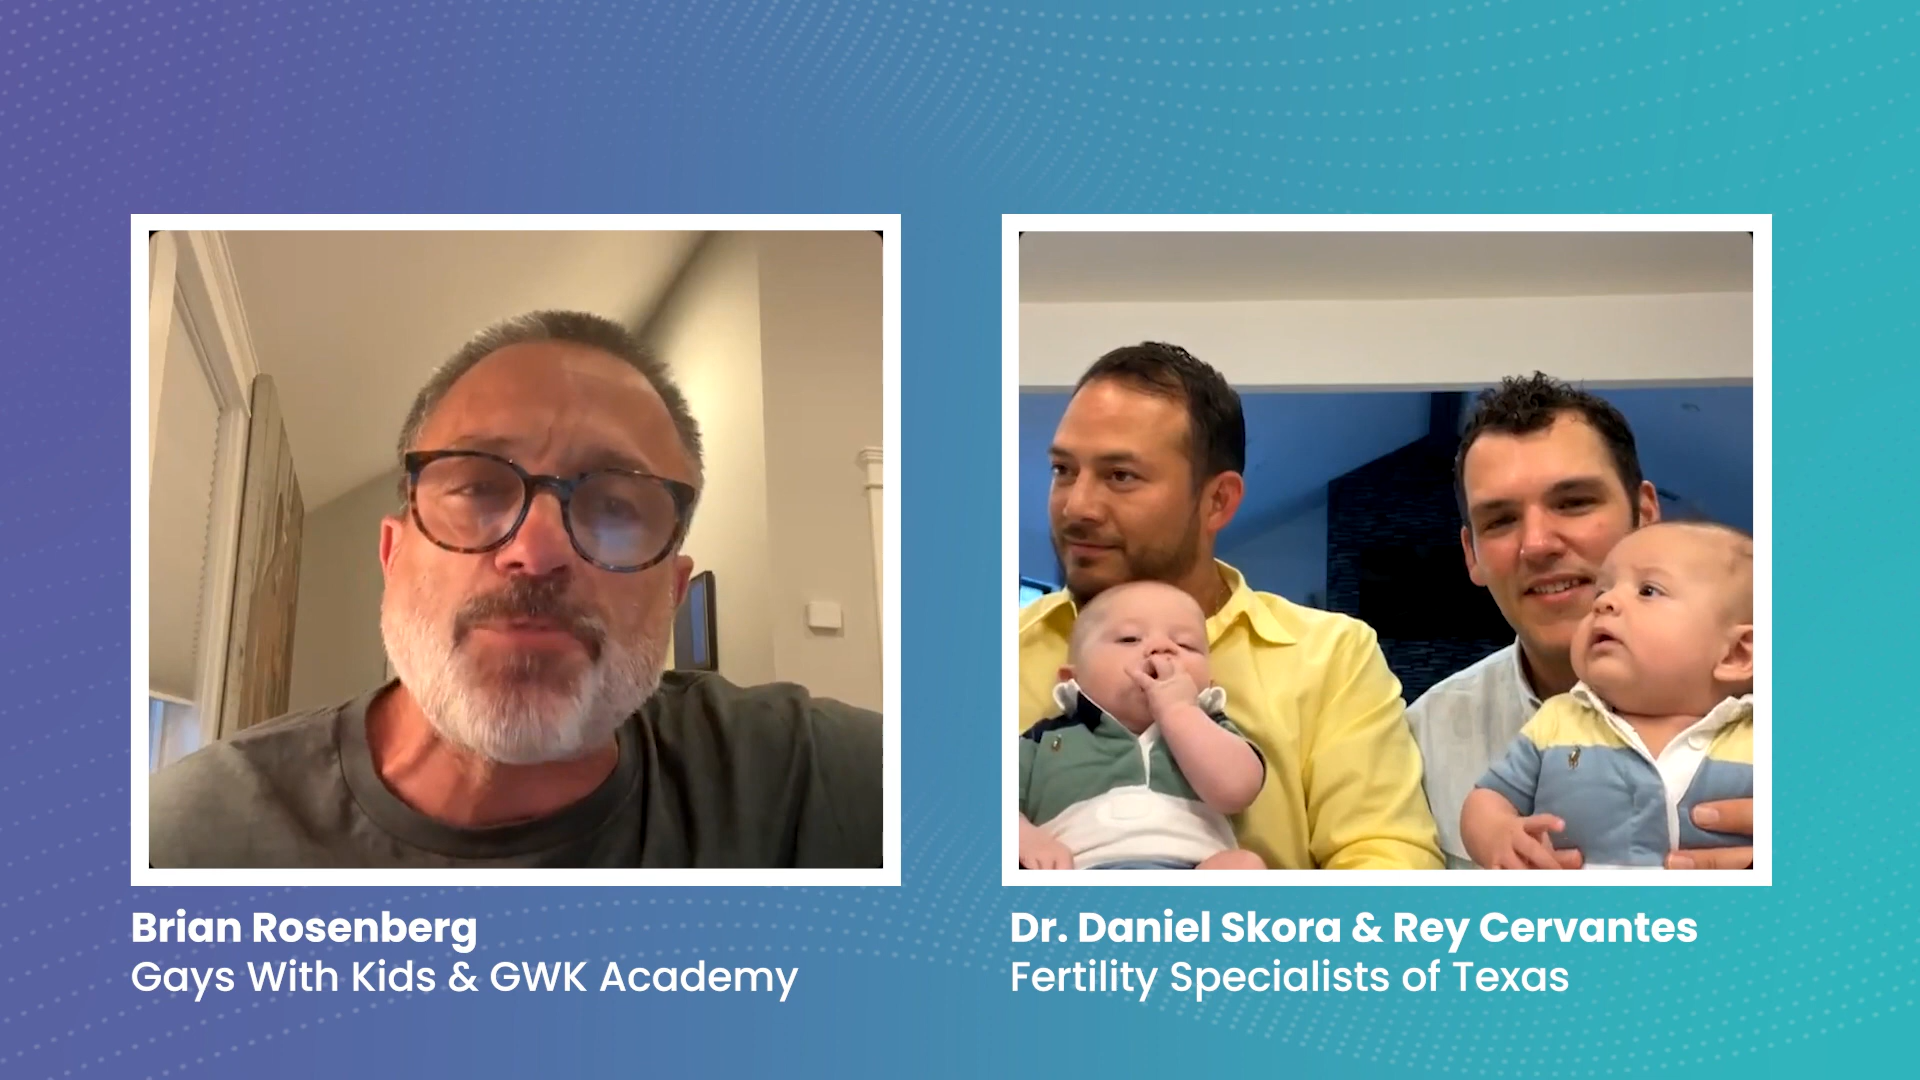 Brian Rosenberg
Gays With Kids & GWK Academy
Dr. Daniel Skora & Rey Cervantes
Fertility Specialists of Texas